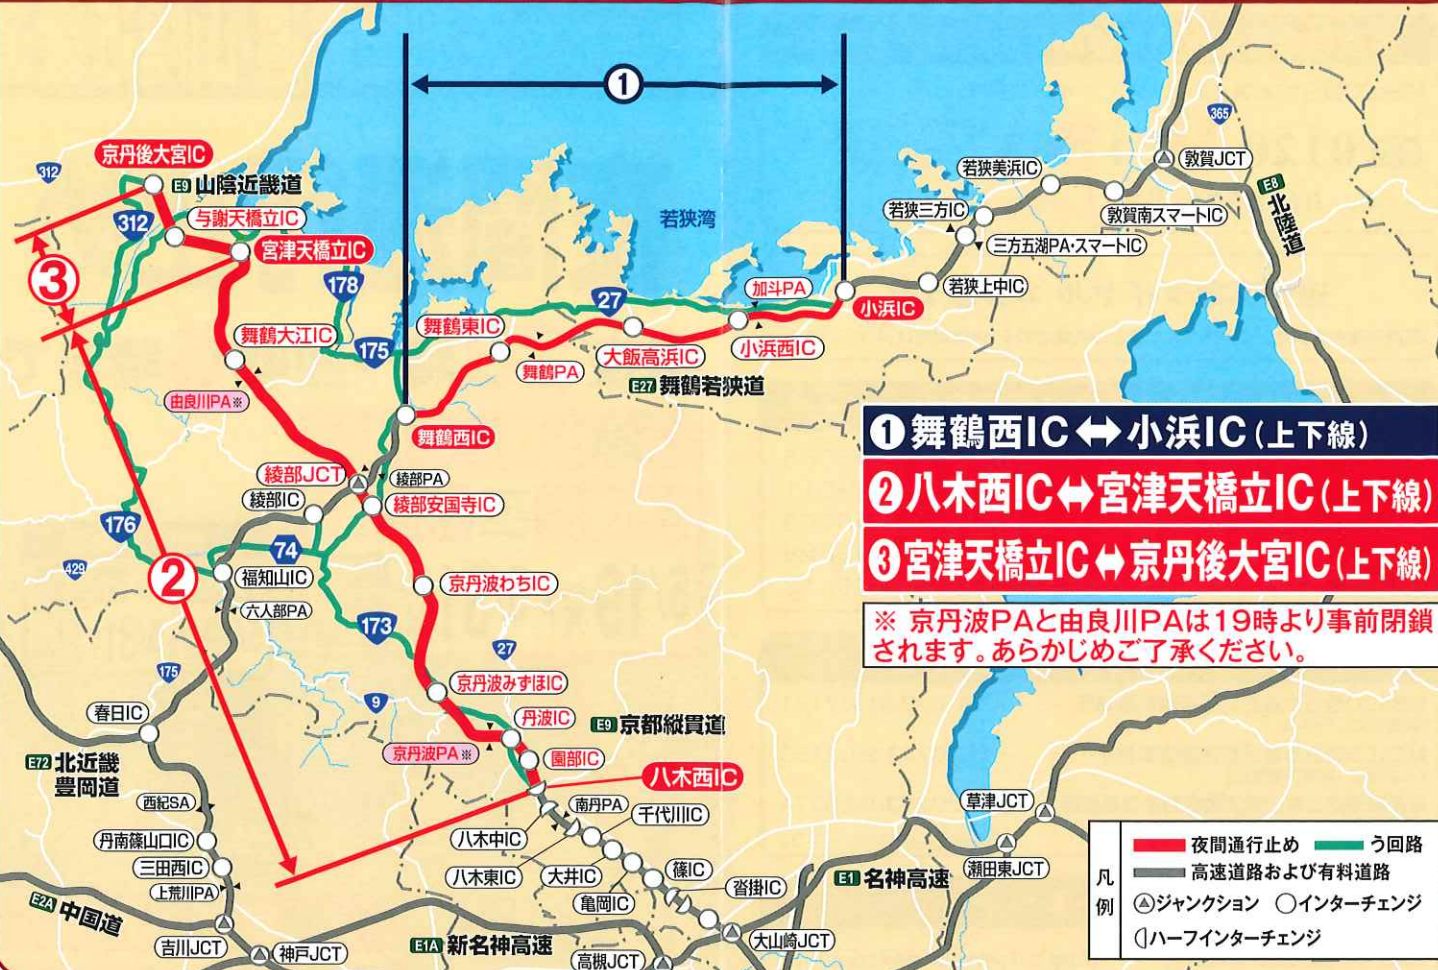 ①
365
敦賀JCT
若狭美浜IC
E8 北陸道
312
京丹後大宮IC
E9 山陰近畿道
312
与謝天橋立IC
宮津天橋立IC
③
若狭湾
若狭三方IC
敦賀南スマートIC
三方五湖PA・スマートIC
若狭上中IC
178
27
加斗PA
小浜IC
舞鶴大江IC
175
舞鶴東IC
舞鶴PA
大飯高浜IC
小浜西IC
E27 舞鶴若狭道
由良川PA※
舞鶴西IC
①舞鶴西IC⬌小浜IC(上下線)
②八木西IC⬌宮津天橋立IC(上下線)
③宮津天橋立IC⬌京丹後大宮IC(上下線)
※ 京丹波PAと由良川PAは19時より事前閉鎖
されます。あらかじめご了承ください。
綾部JCT
綾部PA
綾部IC
綾部安国寺IC
176
74
429
②
福知山IC
六人部PA
京丹波わちIC
173
27
175
9
京丹波みずほIC
春日IC
丹波IC
E9 京都縦貫道
京丹波PA※
園部IC
E72 北近畿
豊岡道
八木西IC
西紀SA
南丹PA
千代川IC
草津JCT
丹南篠山口IC
八木中IC
三田西IC
八木東IC
大井IC
篠IC
瀬田東JCT
上荒川PA
亀岡IC
沓掛IC
E1 名神高速
E2A 中国道
吉川JCT
神戸JCT
E1A 新名神高速
高槻JCT
大山崎JCT
凡例
夜間通行止め う回路
高速道路および有料道路
ジャンクション インターチェンジ
ハーフインターチェンジ